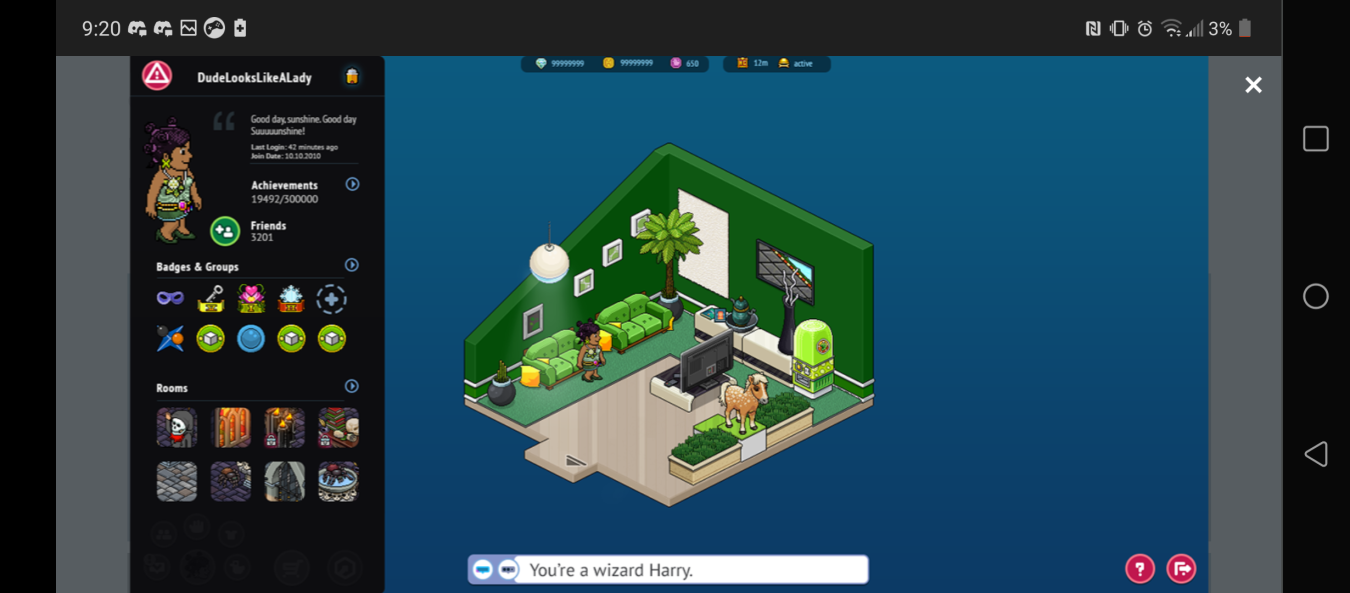 9:20
3%
DudeLooksLikeALady
99999999
99999999
650
12m
active
Good day, sunshine. Good day
Suuuuunshine!
Last Login: 42 minutes ago
Join Date: 10.10.2010
Achievements
19492/300000
Friends
3201
Badges & Groups
Rooms
You're a wizard Harry.
?